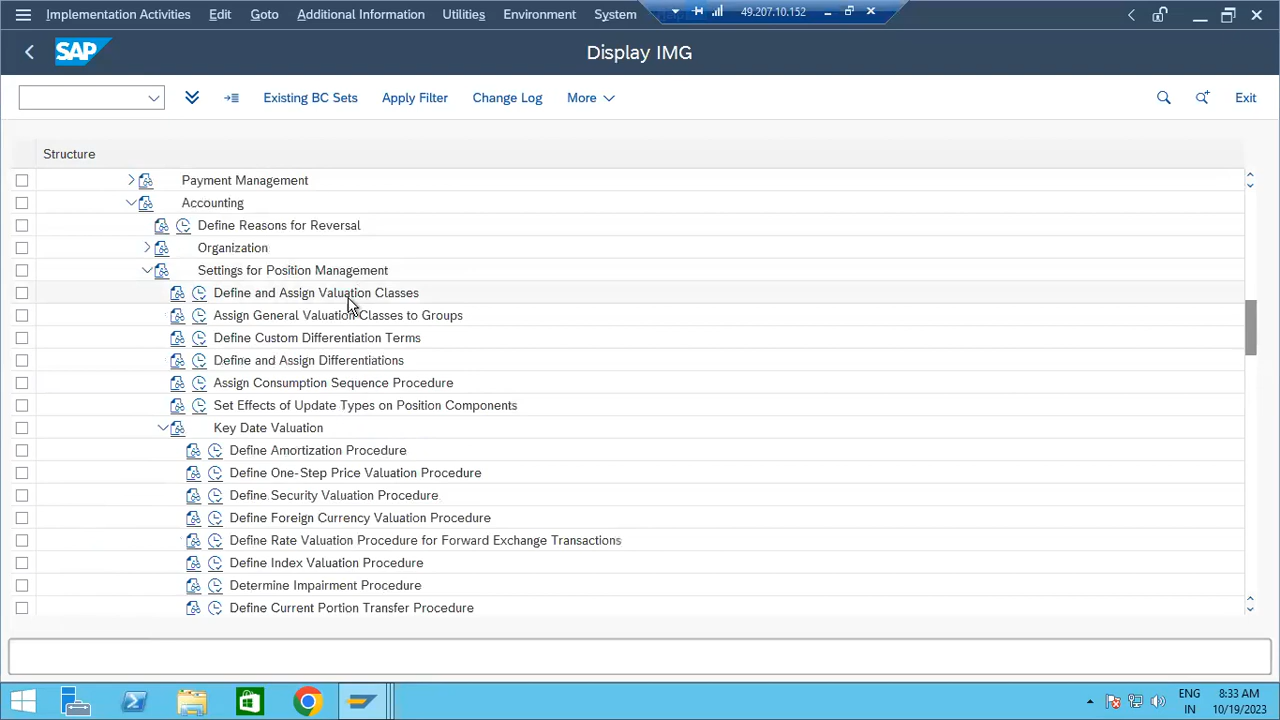 Implementation Activities Edit Goto Additional Information Utilities Environment System 49.207.10.152
SAP Display IMG
Existing BC Sets Apply Filter Change Log More Exit
Structure
Payment Management
Accounting
Define Reasons for Reversal
Organization
Settings for Position Management
Define and Assign Valuation Classes
Assign General Valuation Classes to Groups
Define Custom Differentiation Terms
Define and Assign Differentiations
Assign Consumption Sequence Procedure
Set Effects of Update Types on Position Components
Key Date Valuation
Define Amortization Procedure
Define One-Step Price Valuation Procedure
Define Security Valuation Procedure
Define Foreign Currency Valuation Procedure
Define Rate Valuation Procedure for Forward Exchange Transactions
Define Index Valuation Procedure
Determine Impairment Procedure
Define Current Portion Transfer Procedure
ENG 8:33 AM
IN 10/19/2023